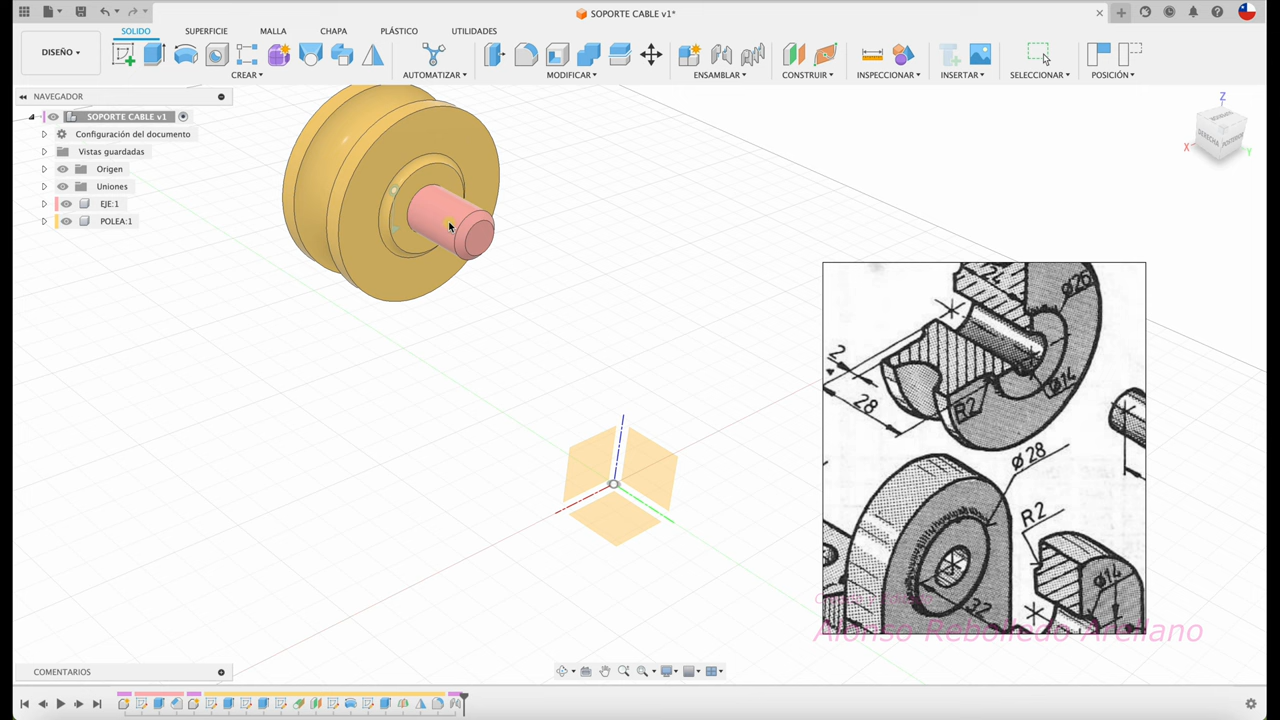 SOPORTE CABLE v1*
SOLIDO
SUPERFICIE
MALLA
CHAPA
PLÁSTICO
UTILIDADES
DISEÑO
CREAR
AUTOMATIZAR
MODIFICAR
ENSAMBLAR
CONSTRUIR
INSPECCIONAR
INSERTAR
SELECCIONAR
POSICIÓN
NAVEGADOR
SOPORTE CABLE v1
Configuración del documento
Vistas guardadas
Origen
Uniones
EJE:1
POLEA:1
Z
X
Y
DERECHA
2
28
R2
Ø26
Ø14
Ø28
R2
32
Ø14
Alonso Rebolledo Arellano
COMENTARIOS